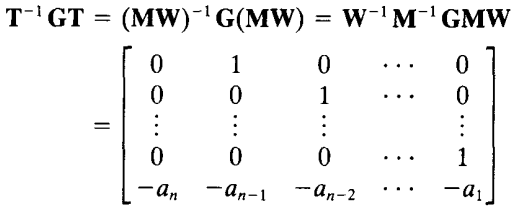 T⁻¹GT = (MW)⁻¹G(MW) = W⁻¹M⁻¹GMW
= [ 0 1 0 ⋯ 0
0 0 1 ⋯ 0
⋮ ⋮ ⋮ ⋮
0 0 0 ⋯ 1
−aₙ −aₙ₋₁ −aₙ₋₂ ⋯ −a₁ ]